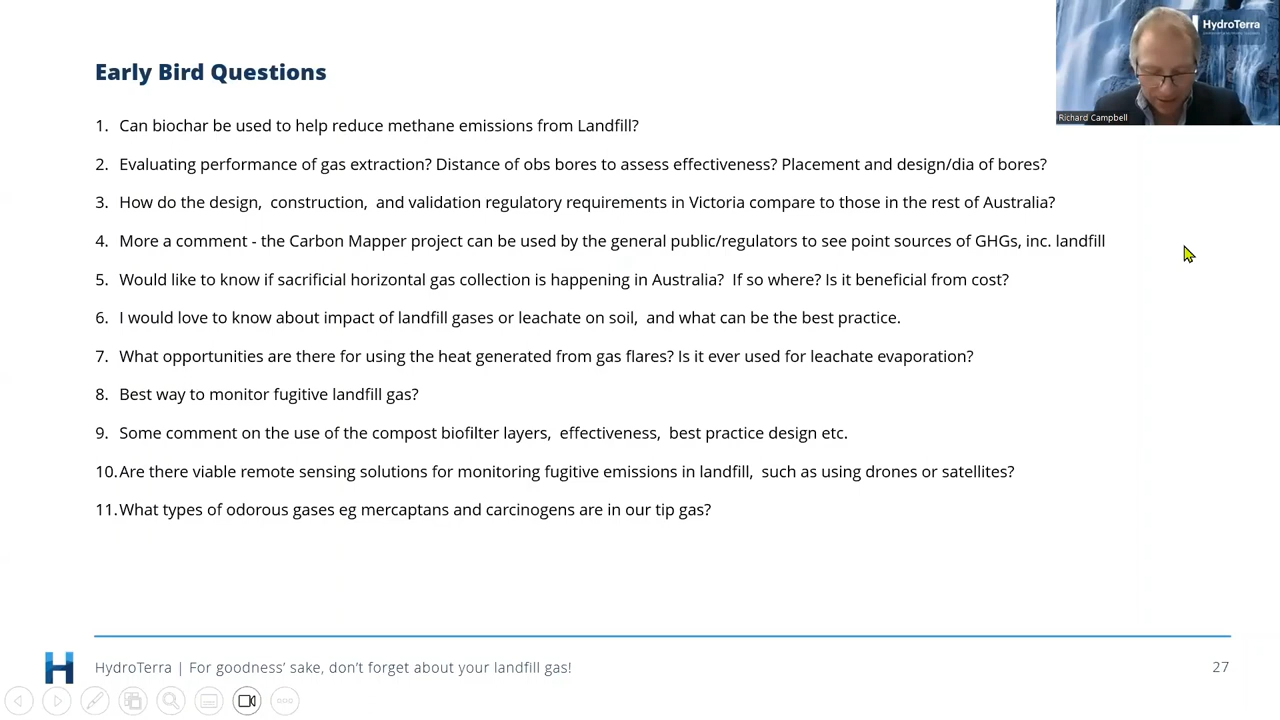 HydroTerra
Richard Campbell
Early Bird Questions
1. Can biochar be used to help reduce methane emissions from Landfill?
2. Evaluating performance of gas extraction? Distance of obs bores to assess effectiveness? Placement and design/dia of bores?
3. How do the design,  construction,  and validation regulatory requirements in Victoria compare to those in the rest of Australia?
4. More a comment - the Carbon Mapper project can be used by the general public/regulators to see point sources of GHGs, inc. landfill
5. Would like to know if sacrificial horizontal gas collection is happening in Australia?  If so where? Is it beneficial from cost?
6. I would love to know about impact of landfill gases or leachate on soil,  and what can be the best practice.
7. What opportunities are there for using the heat generated from gas flares? Is it ever used for leachate evaporation?
8. Best way to monitor fugitive landfill gas?
9. Some comment on the use of the compost biofilter layers,  effectiveness,  best practice design etc.
10. Are there viable remote sensing solutions for monitoring fugitive emissions in landfill,  such as using drones or satellites?
11. What types of odorous gases eg mercaptans and carcinogens are in our tip gas?
HydroTerra | For goodness’ sake, don’t forget about your landfill gas!
27